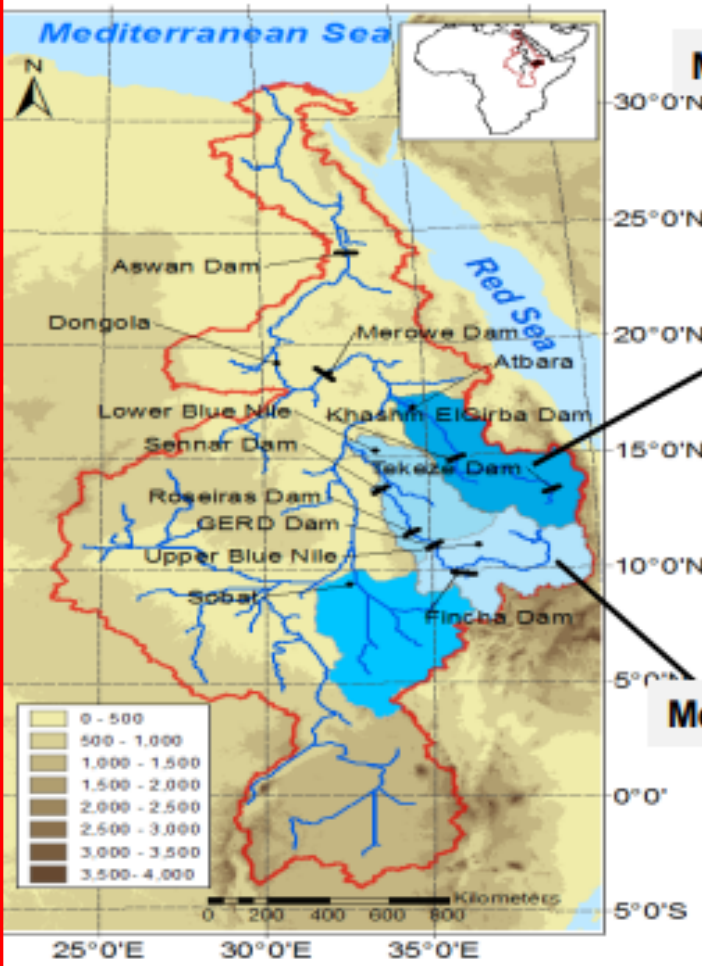 Mediterranean Sea
N
30°0'N
25°0'N
Aswan Dam
Red Sea
Dongola
20°0'N
Merowe Dam
Atbara
Lower Blue Nile
Khashm ElGirba Dam
Sennar Dam
15°0'N
Tekeze Dam
Roseiras Dam
GERD Dam
Upper Blue Nile
10°0'N
Sobat
Fincha Dam
5°0'N
0 - 500
500 - 1,000
1,000 - 1,500
1,500 - 2,000
2,000 - 2,500
2,500 - 3,000
3,000 - 3,500
3,500- 4,000
0°0'
Kilometers
0 200 400 600 800
5°0'S
25°0'E 30°0'E 35°0'E